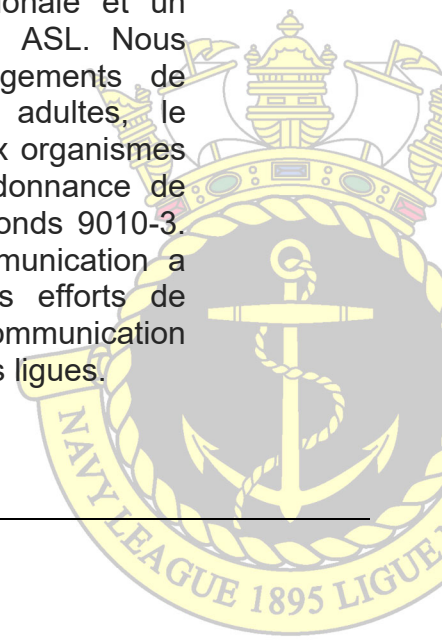 ionale et un
ASL. Nous
gements de
adultes, le
x organismes
donnance de
onds 9010-3.
munication a
s efforts de
ommunication
s ligues.
NAVY LEAGUE 1895 LIGUE